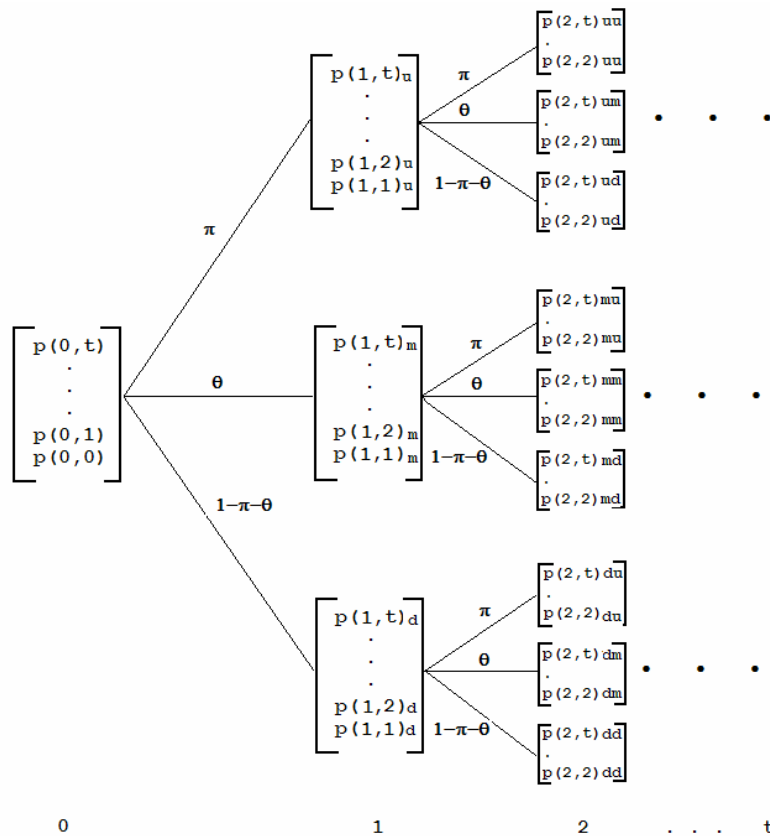 p(0,t)
.
.
.
p(0,1)
p(0,0)
π
θ
1-π-θ
p(1,t)u
.
.
.
p(1,2)u
p(1,1)u
π
θ
1-π-θ
p(2,t)uu
.
p(2,2)uu
p(2,t)um
.
p(2,2)um
p(2,t)ud
.
p(2,2)ud
• • •
p(1,t)m
.
.
.
p(1,2)m
p(1,1)m
π
θ
1-π-θ
p(2,t)mu
.
p(2,2)mu
p(2,t)mm
.
p(2,2)mm
p(2,t)md
.
p(2,2)md
• • •
p(1,t)d
.
.
.
p(1,2)d
p(1,1)d
π
θ
1-π-θ
p(2,t)du
.
p(2,2)du
p(2,t)dm
.
p(2,2)dm
p(2,t)dd
.
p(2,2)dd
• • •
0 1 2 . . . t